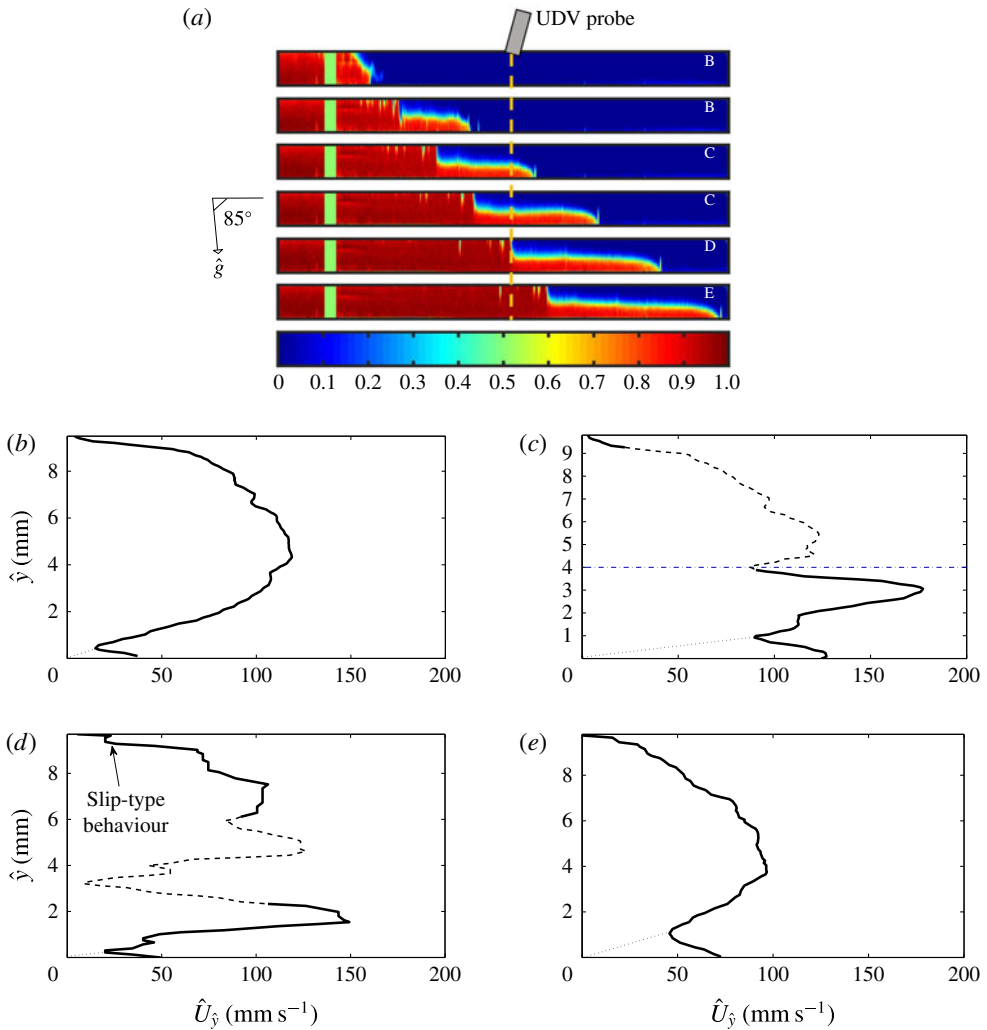 (a)
UDV probe
B
B
C
C
85°
ĝ
D
E
0 0.1 0.2 0.3 0.4 0.5 0.6 0.7 0.8 0.9 1.0
(b)
8
6
4
2
0
50 100 150 200
ŷ (mm)
(c)
9
8
7
6
5
4
3
2
1
0
50 100 150 200
(d)
8
6
4
2
0
50 100 150 200
ŷ (mm)
Slip-type
behaviour
Û_ŷ (mm s⁻¹)
(e)
8
6
4
2
0
50 100 150 200
Û_ŷ (mm s⁻¹)